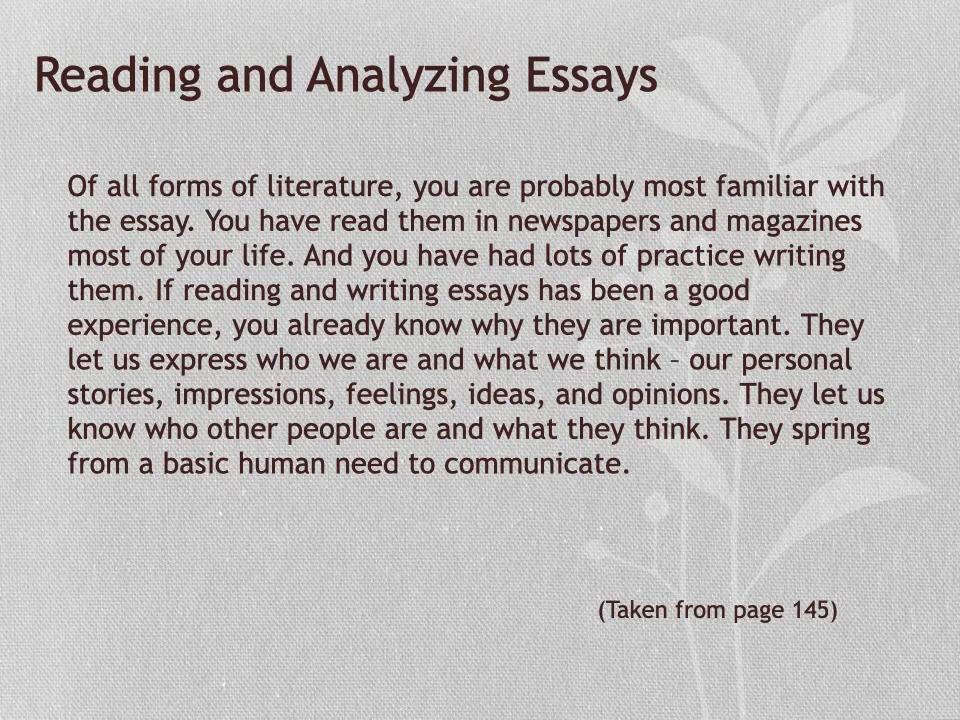 Reading and Analyzing Essays
Of all forms of literature, you are probably most familiar with
the essay. You have read them in newspapers and magazines
most of your life. And you have had lots of practice writing
them. If reading and writing essays has been a good
experience, you already know why they are important. They
let us express who we are and what we think – our personal
stories, impressions, feelings, ideas, and opinions. They let us
know who other people are and what they think. They spring
from a basic human need to communicate.
(Taken from page 145)